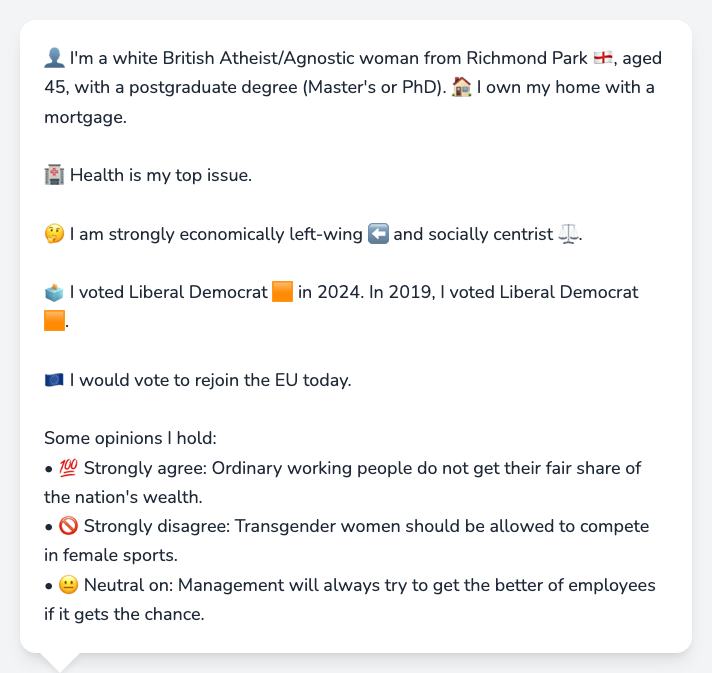 👤 I'm a white British Atheist/Agnostic woman from Richmond Park 🏴󠁧󠁢󠁥󠁮󠁧󠁿, aged
45, with a postgraduate degree (Master's or PhD). 🏠 I own my home with a
mortgage.
🏥 Health is my top issue.
🤔 I am strongly economically left-wing ⬅️ and socially centrist ⚖️.
🗳️ I voted Liberal Democrat 🟧 in 2024. In 2019, I voted Liberal Democrat
🟧.
🇪🇺 I would vote to rejoin the EU today.
Some opinions I hold:
• 💯 Strongly agree: Ordinary working people do not get their fair share of
the nation's wealth.
• 🚫 Strongly disagree: Transgender women should be allowed to compete
in female sports.
• 😐 Neutral on: Management will always try to get the better of employees
if it gets the chance.